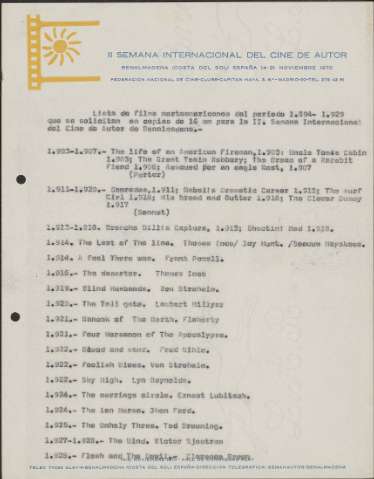 II SEMANA INTERNACIONAL DEL CINE DE AUTOR
BENALMADENA (COSTA DEL SOL) ESPAÑA 14-21 NOVIEMBRE 1970
FEDERACION NACIONAL DE CINE-CLUBS-CAPITAN HAYA
Lista de films norteamericanos del periodo 1.904- 1.929
que se solicitan en copias de 16 mm para la II. Semana Internacional
del Cine de Autor de Benalmadena.-
1.903-1.907.- The life of an American Fireman, 1.903; Uncle Toms Cabin
1.903; The Great Train Robbery; The Dream of a Rarebit
Fiend 1.906; Rescued for an eagle Nest, 1.907
(Porter)
1.911-1.920.- Comrades, 1.911; Mabels Dramatic Career 1.913; The surf
Girl 1.916; His bread and Butter 1.916; The Clever Dummy
1.917
(Sennet)
1.913-1.918. Broncho Billis Capture, 1.913; Shootin! Mad 1.918.
1.914. The Last of The line. Thomas Ince/ Jay Hunt. /Sessue Hayakawa.
1.914. A Fool There was. Frank Powell.
1.916.- The deserter. Thomas Ince
1.919.- Blind Husbands. Von Stroheim.
1.920.- The Toll gate. Lambert Hillyer
1.921.- Nanook of The North. Flaherty
1.921.- Four Horsemen of The Apocalypse.
1.922.- Blood and sand. Fred Niblo.
1.922.- Foolish Wives. Von Stroheim.
1.922.- Sky High. Lyn Reynolds.
1.924.- The marriage circle. Ernest Lubitsch.
1.924.- The Iron Horse. Jhon Ford.
1.925.- The Unholy Three. Tod Browning.
1.927-1.928.- The Wind. Victor Sjostrom
1.928.- Flesh and The Devil.- Clarence Brown
BENALMADENA (COSTA DEL SOL) ESPAÑA-DIRECCION TELEGRAFICA: SEMANAUTOR-BENALMADENA